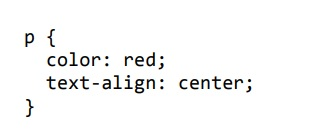 p {
  color: red;
  text-align: center;
}